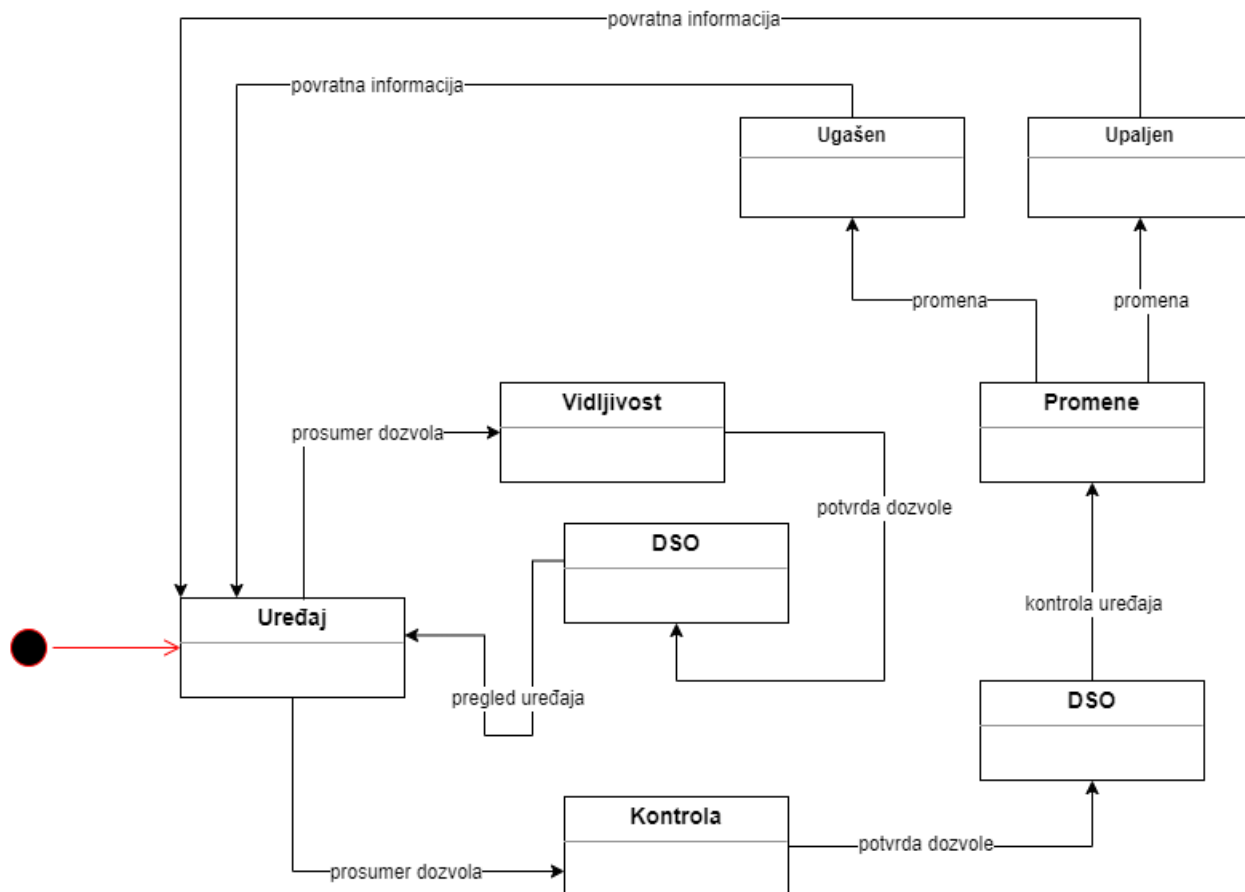 povratna informacija
povratna informacija
Ugašen
Upaljen
promena
promena
Vidljivost
Promene
prosumer dozvola
potvrda dozvole
DSO
kontrola uređaja
Uređaj
pregled uređaja
DSO
Kontrola
potvrda dozvole
prosumer dozvola